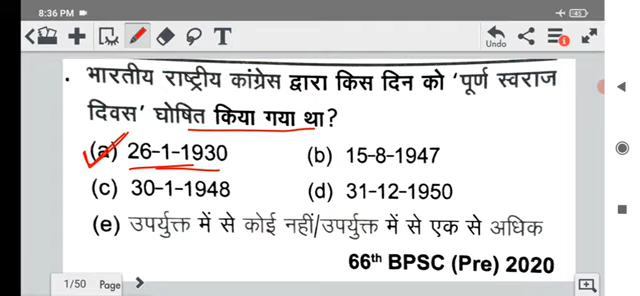 8:36 PM
45
T
Undo
भारतीय राष्ट्रीय कांग्रेस द्वारा किस दिन को 'पूर्ण स्वराज
दिवस' घोषित किया गया था?
(a) 26-1-1930 (b) 15-8-1947
(c) 30-1-1948 (d) 31-12-1950
(e) उपर्युक्त में से कोई नहीं/उपर्युक्त में से एक से अधिक
66th BPSC (Pre) 2020
1/50 Page